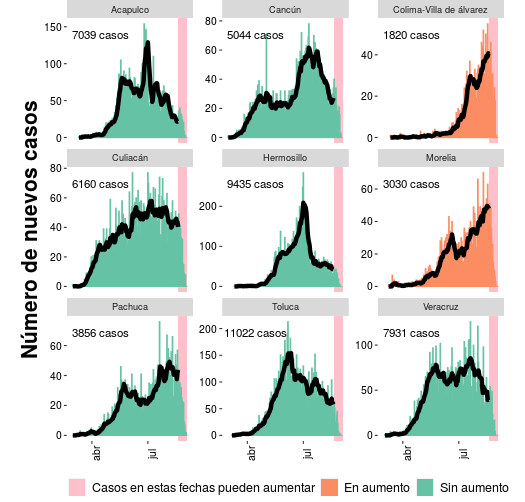 Número de nuevos casos
Acapulco
7039 casos
150
100
50
0
Cancún
5044 casos
80
60
40
20
0
Colima-Villa de álvarez
1820 casos
40
20
0
Culiacán
6160 casos
80
60
40
20
0
Hermosillo
9435 casos
200
100
0
Morelia
3030 casos
60
40
20
0
Pachuca
3856 casos
60
40
20
0
Toluca
11022 casos
200
150
100
50
0
Veracruz
7931 casos
100
50
0
abr
jul
abr
jul
abr
jul
Casos en estas fechas pueden aumentar
En aumento
Sin aumento